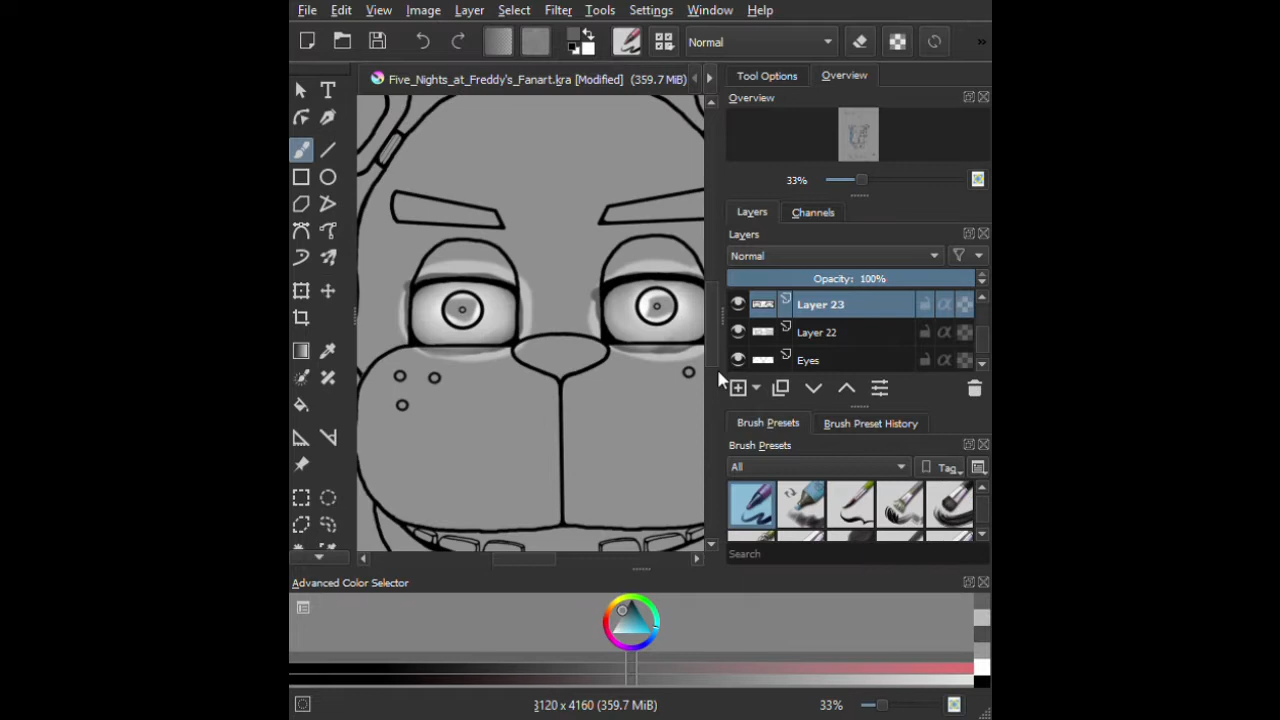 File Edit View Image Layer Select Filter Tools Settings Window Help
Normal
Five_Nights_at_Freddy's_Fanart.kra [Modified] (359.7 MiB)
Tool Options Overview
Overview
33%
Layers Channels
Layers
Normal
Opacity: 100%
Layer 23
Layer 22
Eyes
Brush Presets Brush Preset History
Brush Presets
All Tag
Search
Advanced Color Selector
3120 x 4160 (359.7 MiB) 33%